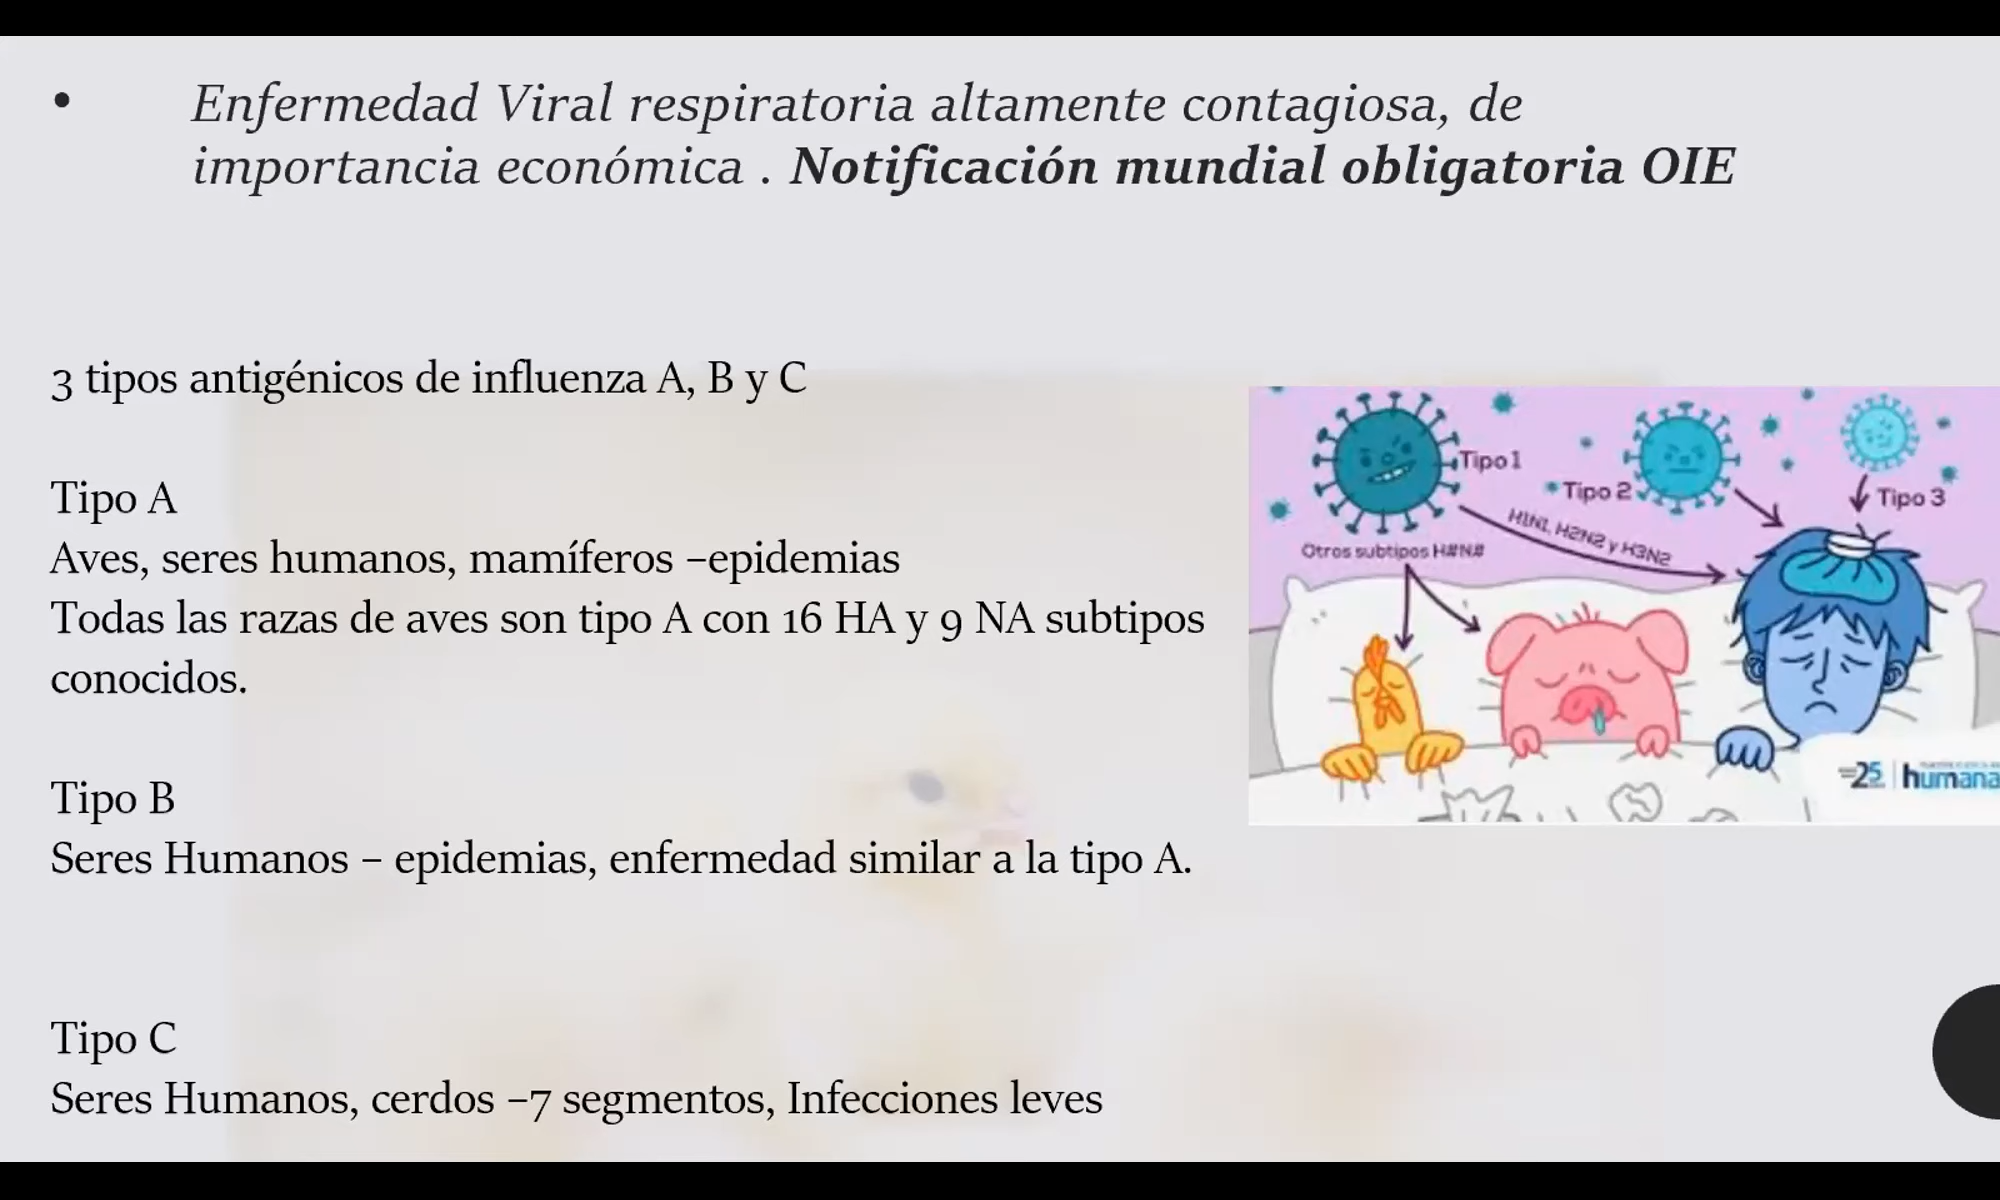 • Enfermedad Viral respiratoria altamente contagiosa, de
importancia económica . Notificación mundial obligatoria OIE
3 tipos antigénicos de influenza A, B y C
Tipo A
Aves, seres humanos, mamíferos –epidemias
Todas las razas de aves son tipo A con 16 HA y 9 NA subtipos
conocidos.
Tipo B
Seres Humanos – epidemias, enfermedad similar a la tipo A.
Tipo C
Seres Humanos, cerdos –7 segmentos, Infecciones leves
Tipo 1
Tipo 2
Tipo 3
H1N1, H2N2 y H3N2
Otros subtipos H#N#
25 humana